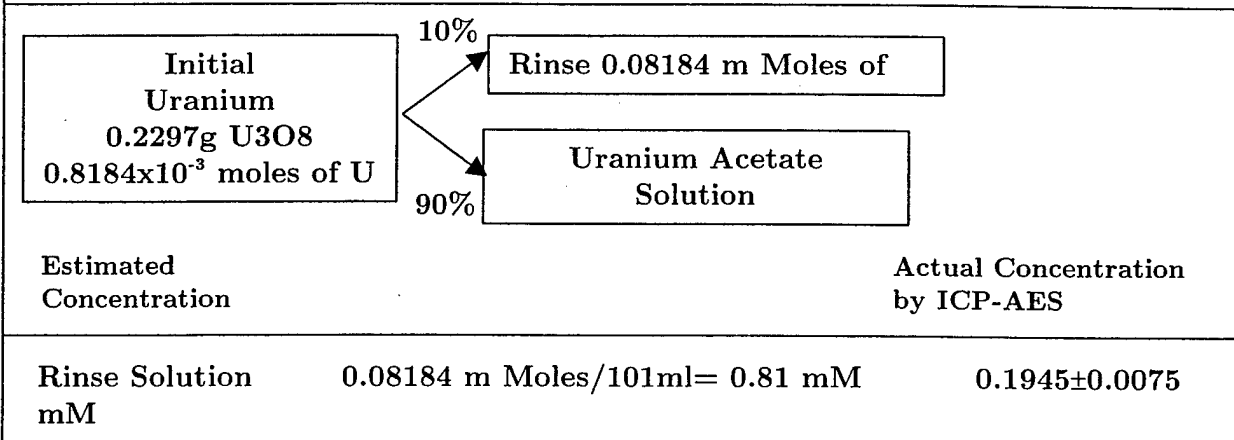 10%
Initial
Uranium
0.2297g U3O8
0.8184x10⁻³ moles of U
Rinse 0.08184 m Moles of
Uranium Acetate
Solution
90%
Estimated
Concentration
Actual Concentration
by ICP-AES
Rinse Solution 0.08184 m Moles/101ml= 0.81 mM 0.1945±0.0075
mM